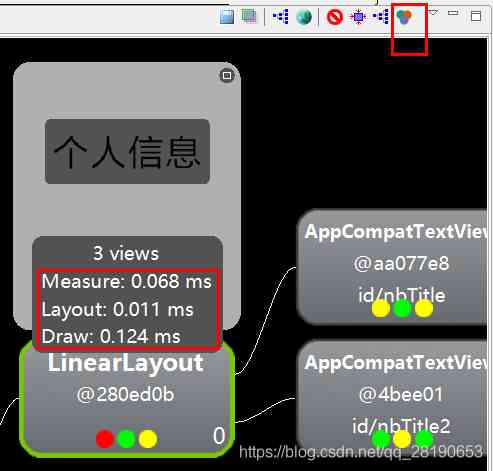 个人信息
3 views
Measure: 0.068 ms
Layout: 0.011 ms
Draw: 0.124 ms
LinearLayout
@280ed0b
0
AppCompatTextView
@aa077e8
id/nbTitle
AppCompatTextView
@4bee01
id/nbTitle2
https://blog.csdn.net/qq_28190653